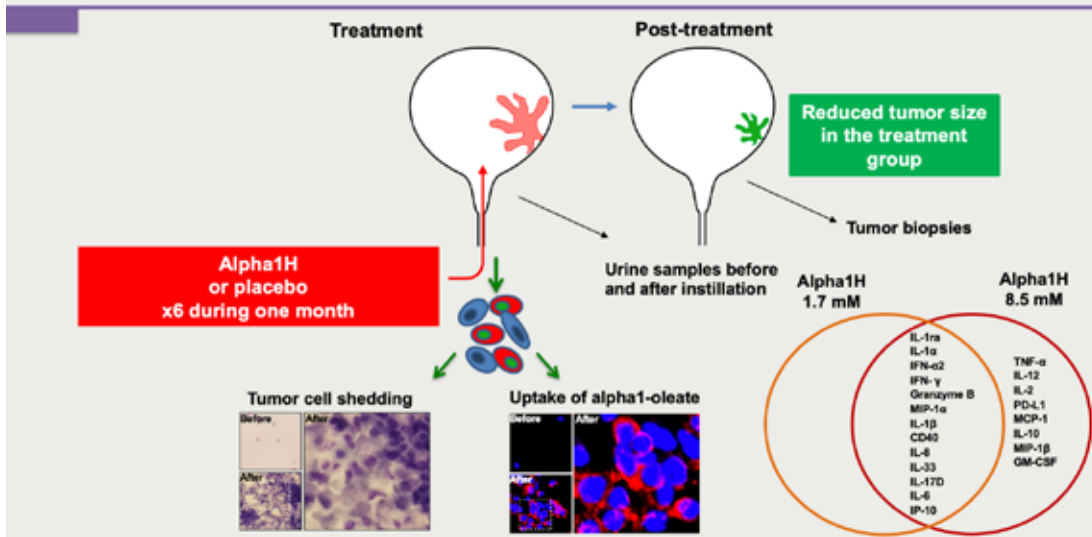 Treatment
Post-treatment
Reduced tumor size
in the treatment
group
Tumor biopsies
Alpha1H
or placebo
x6 during one month
Urine samples before
and after instillation
Tumor cell shedding
Before
After
After
Uptake of alpha1-oleate
Before
After
After
Alpha1H
1.7 mM
Alpha1H
8.5 mM
IL-1ra
IL-1α
IFN-α2
IFN- γ
Granzyme B
MIP-1α
IL-1β
CD40
IL-8
IL-33
IL-17D
IL-6
IP-10
TNF-α
IL-12
IL-2
PD-L1
MCP-1
IL-10
MIP-1β
GM-CSF